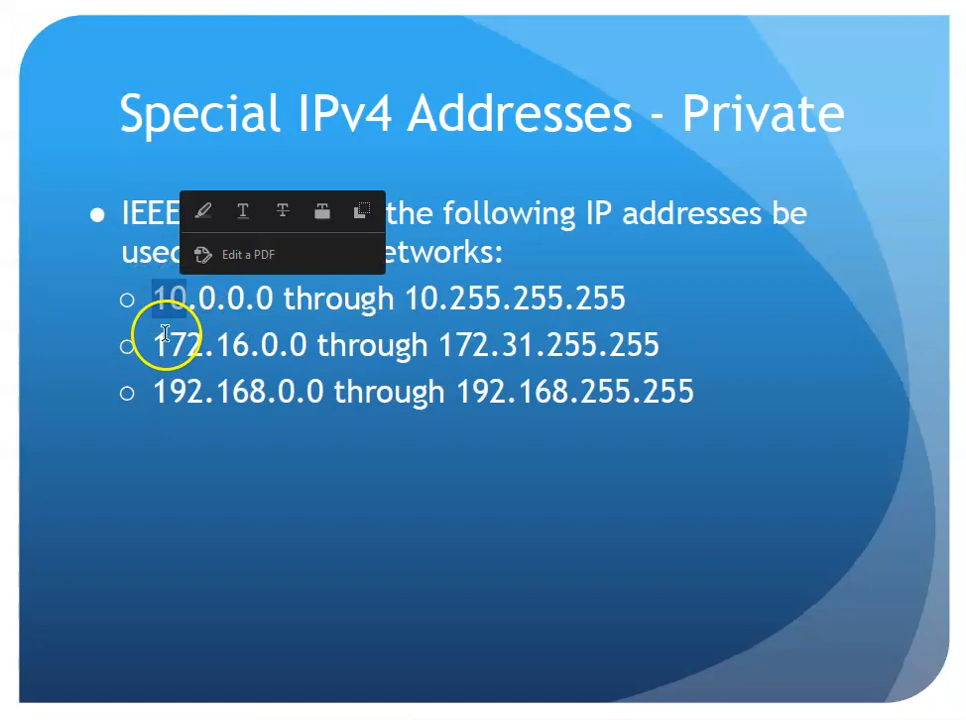 Special IPv4 Addresses - Private
● IEEE the following IP addresses be
used etworks:
Edit a PDF
○ 10.0.0.0 through 10.255.255.255
○ 172.16.0.0 through 172.31.255.255
○ 192.168.0.0 through 192.168.255.255